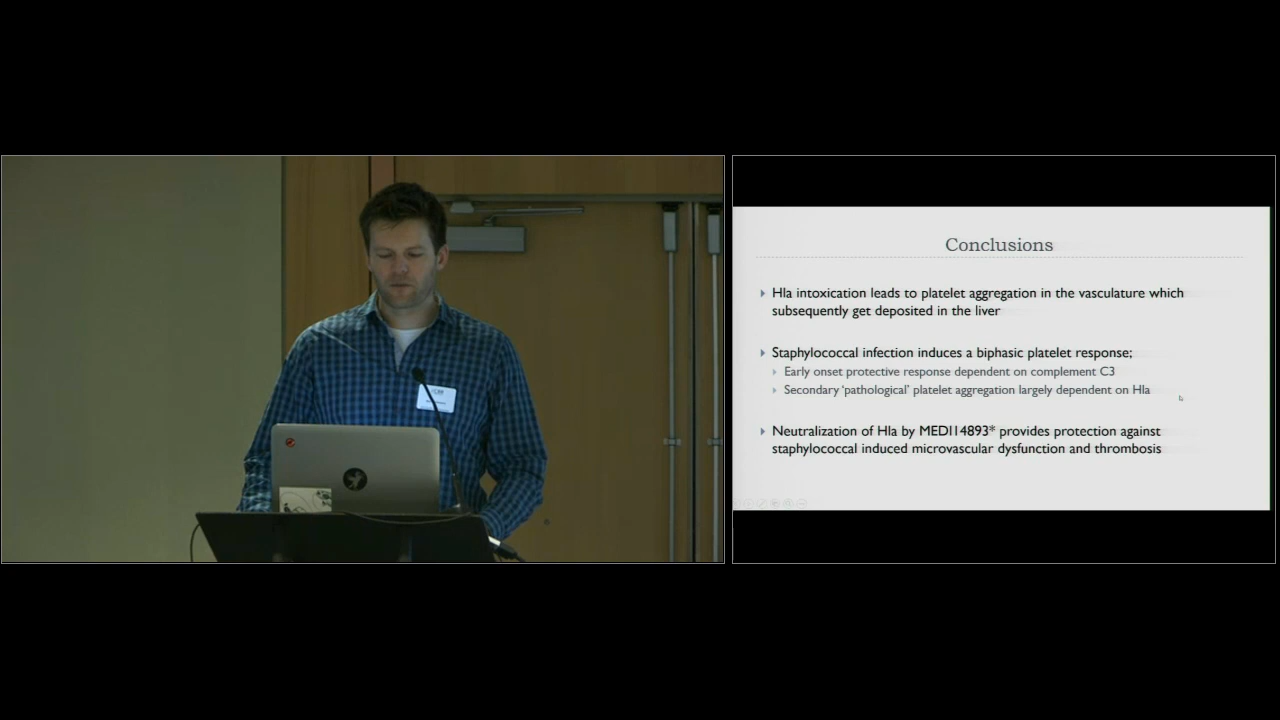 Conclusions
Hla intoxication leads to platelet aggregation in the vasculature which
subsequently get deposited in the liver
Staphylococcal infection induces a biphasic platelet response;
Early onset protective response dependent on complement C3
Secondary 'pathological' platelet aggregation largely dependent on Hla
Neutralization of Hla by MEDI14893* provides protection against
staphylococcal induced microvascular dysfunction and thrombosis